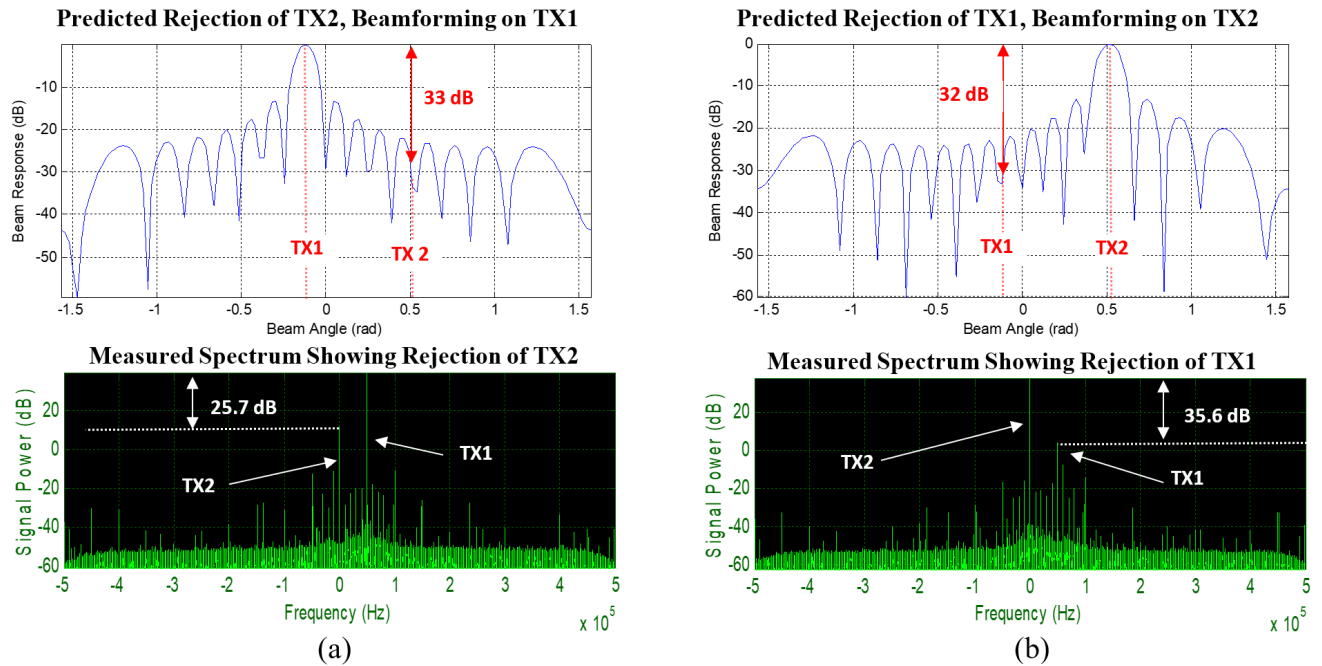 Predicted Rejection of TX2, Beamforming on TX1
Beam Response (dB)
-10
-20
-30
-40
-50
33 dB
TX1
TX 2
-1.5
-1
-0.5
0
0.5
1
1.5
Beam Angle (rad)
Measured Spectrum Showing Rejection of TX2
Signal Power (dB)
20
0
-20
-40
-60
25.7 dB
TX1
TX2
-5
-4
-3
-2
-1
0
1
2
3
4
5
Frequency (Hz)
x 10^5
(a)
Predicted Rejection of TX1, Beamforming on TX2
Beam Response (dB)
0
-10
-20
-30
-40
-50
-60
32 dB
TX1
TX2
-1.5
-1
-0.5
0
0.5
1
1.5
Beam Angle (rad)
Measured Spectrum Showing Rejection of TX1
Signal Power (dB)
20
0
-20
-40
-60
35.6 dB
TX2
TX1
-5
-4
-3
-2
-1
0
1
2
3
4
5
Frequency (Hz)
x 10^5
(b)